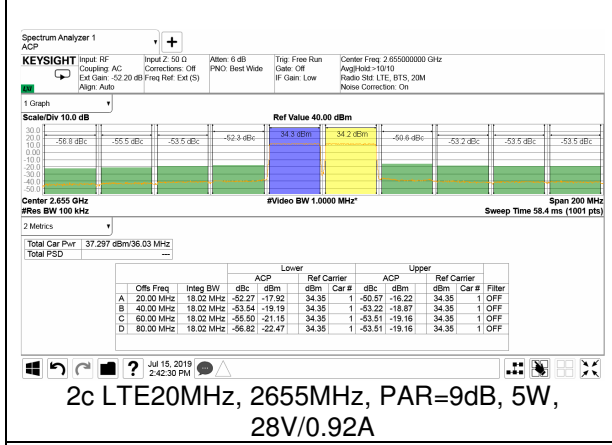 Spectrum Analyzer 1
ACP
KEYSIGHT
Input: RF
Coupling: AC
Ext Gain: -52.20 dB
Align: Auto
Input Z: 50 Ω
Corrections: Off
Freq Ref: Ext (S)
Atten: 6 dB
PNO: Best Wide
Trig: Free Run
Gate: Off
IF Gain: Low
Center Freq: 2.655000000 GHz
Avg|Hold:>10/10
Radio Std: LTE, BTS, 20M
Noise Correction: On
1 Graph
Scale/Div 10.0 dB
Ref Value 40.00 dBm
30.0
20.0
10.0
0.00
-10.0
-20.0
-30.0
-40.0
-50.0
-56.8 dBc -55.5 dBc -53.5 dBc -52.3 dBc 34.3 dBm 34.2 dBm -50.6 dBc -53.2 dBc -53.5 dBc -53.5 dBc
Center 2.655 GHz #Video BW 1.0000 MHz* Span 200 MHz
#Res BW 100 kHz Sweep Time 58.4 ms (1001 pts)
2 Metrics
Total Car Pwr 37.297 dBm/36.03 MHz
Total PSD ---
Lower Upper
ACP Ref Carrier ACP Ref Carrier
Offs Freq Integ BW dBc dBm dBm Car # dBc dBm dBm Car # Filter
A 20.00 MHz 18.02 MHz -52.27 -17.92 34.35 1 -50.57 -16.22 34.35 1 OFF
B 40.00 MHz 18.02 MHz -53.54 -19.19 34.35 1 -53.22 -18.87 34.35 1 OFF
C 60.00 MHz 18.02 MHz -55.50 -21.15 34.35 1 -53.51 -19.16 34.35 1 OFF
D 80.00 MHz 18.02 MHz -56.82 -22.47 34.35 1 -53.51 -19.16 34.35 1 OFF
Jul 15, 2019
2:42:30 PM
2c LTE20MHz, 2655MHz, PAR=9dB, 5W,
28V/0.92A